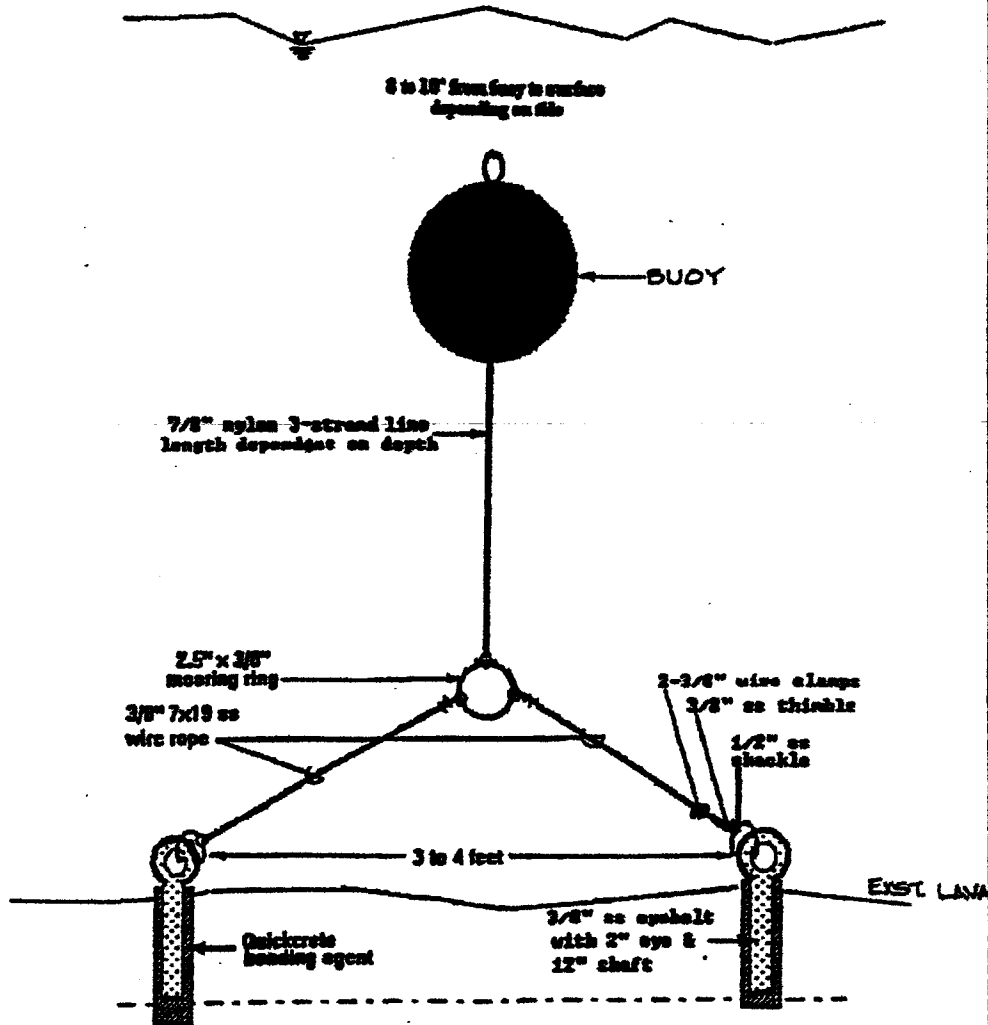 8 to 10' from buoy to surface
depending on tide
BUOY
7/8" nylon 3-strand line
length dependent on depth
2.5" x 3/8"
mooring ring
3/8" 7x19 ss
wire rope
2-3/8" wire clamps
3/8" ss thimble
1/2" ss
shackle
3 to 4 feet
EXST. LAVA
Quickcrete
bonding agent
3/8" ss eyebolt
with 2" eye &
12" shaft